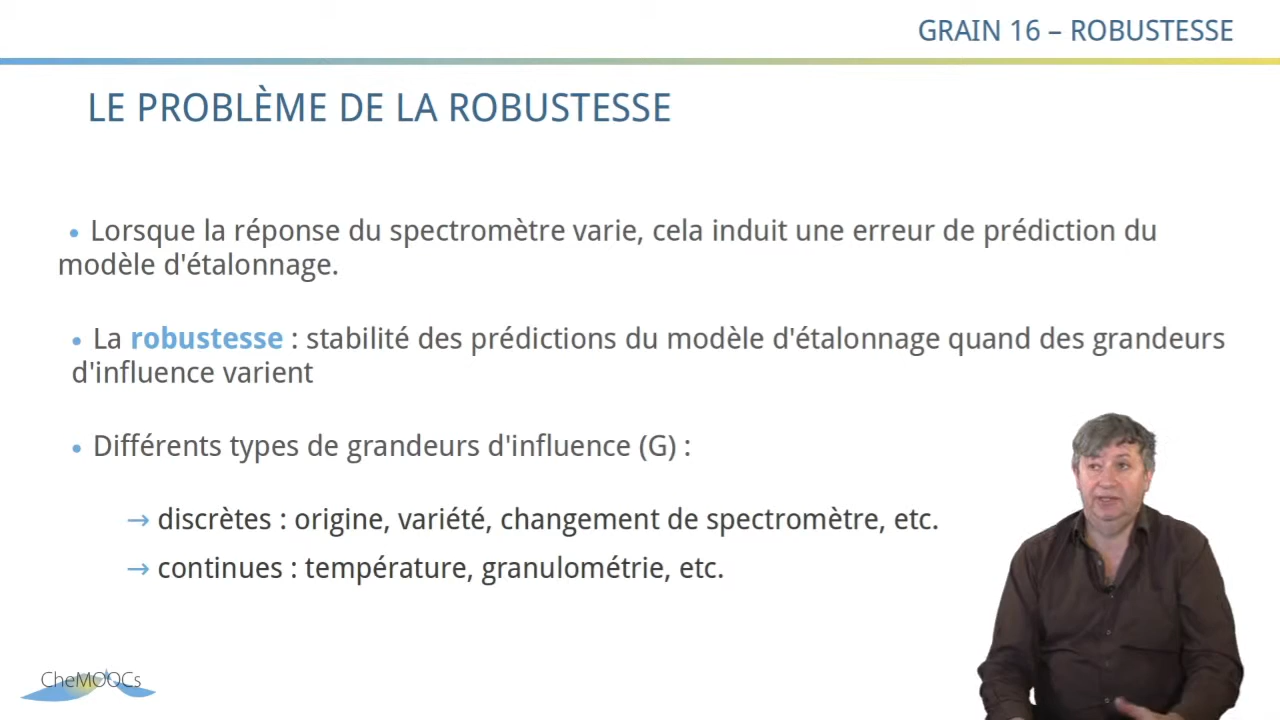 GRAIN 16 – ROBUSTESSE
LE PROBLÈME DE LA ROBUSTESSE
• Lorsque la réponse du spectromètre varie, cela induit une erreur de prédiction du
modèle d'étalonnage.
• La robustesse : stabilité des prédictions du modèle d'étalonnage quand des grandeurs
d'influence varient
• Différents types de grandeurs d'influence (G) :
→ discrètes : origine, variété, changement de spectromètre, etc.
→ continues : température, granulométrie, etc.
CheMOOCs